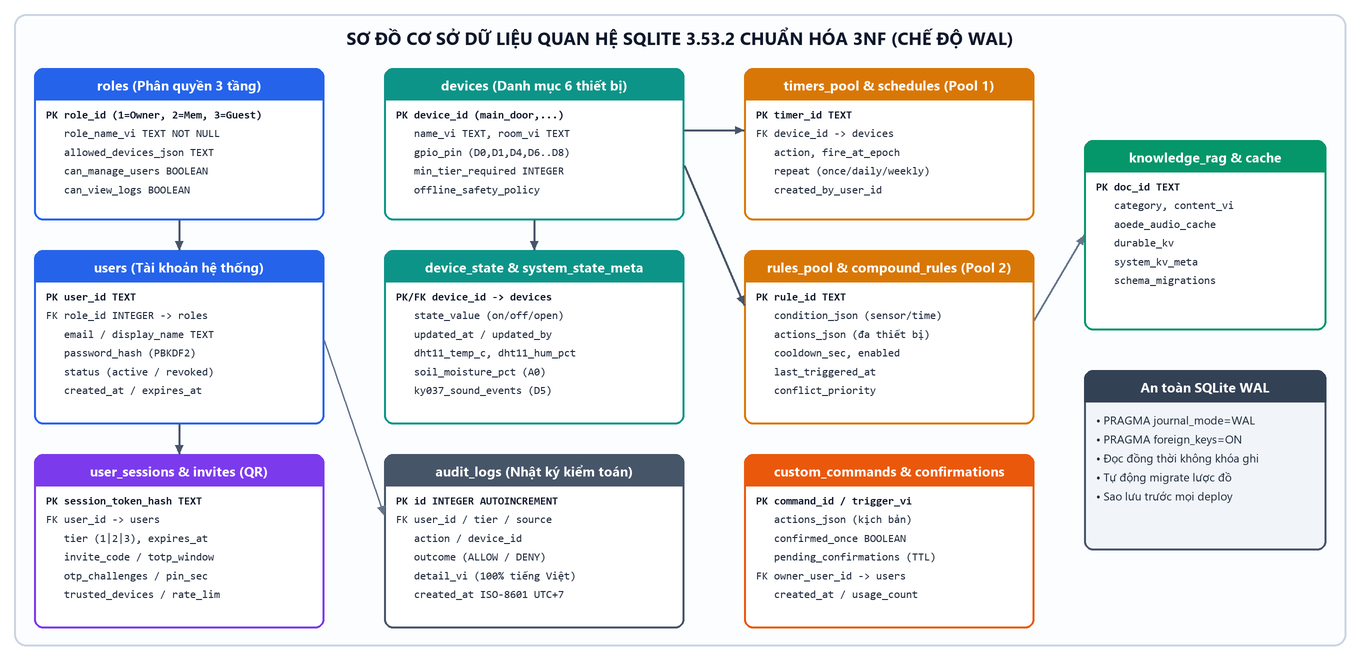 SƠ ĐỒ CƠ SỞ DỮ LIỆU QUAN HỆ SQLITE 3.53.2 CHUẨN HÓA 3NF (CHẾ ĐỘ WAL)
roles (Phân quyền 3 tầng)
PK role_id (1=Owner, 2=Mem, 3=Guest)
role_name_vi TEXT NOT NULL
allowed_devices_json TEXT
can_manage_users BOOLEAN
can_view_logs BOOLEAN
devices (Danh mục 6 thiết bị)
PK device_id (main_door,...)
name_vi TEXT, room_vi TEXT
gpio_pin (D0,D1,D4,D6..D8)
min_tier_required INTEGER
offline_safety_policy
timers_pool & schedules (Pool 1)
PK timer_id TEXT
FK device_id -> devices
action, fire_at_epoch
repeat (once/daily/weekly)
created_by_user_id
knowledge_rag & cache
PK doc_id TEXT
category, content_vi
aoede_audio_cache
durable_kv
system_kv_meta
schema_migrations
users (Tài khoản hệ thống)
PK user_id TEXT
FK role_id INTEGER -> roles
email / display_name TEXT
password_hash (PBKDF2)
status (active / revoked)
created_at / expires_at
device_state & system_state_meta
PK/FK device_id -> devices
state_value (on/off/open)
updated_at / updated_by
dht11_temp_c, dht11_hum_pct
soil_moisture_pct (A0)
ky037_sound_events (D5)
rules_pool & compound_rules (Pool 2)
PK rule_id TEXT
condition_json (sensor/time)
actions_json (đa thiết bị)
cooldown_sec, enabled
last_triggered_at
conflict_priority
An toàn SQLite WAL
• PRAGMA journal_mode=WAL
• PRAGMA foreign_keys=ON
• Đọc đồng thời không khóa ghi
• Tự động migrate lược đồ
• Sao lưu trước mọi deploy
user_sessions & invites (QR)
PK session_token_hash TEXT
FK user_id -> users
tier (1|2|3), expires_at
invite_code / totp_window
otp_challenges / pin_sec
trusted_devices / rate_lim
audit_logs (Nhật ký kiểm toán)
PK id INTEGER AUTOINCREMENT
FK user_id / tier / source
action / device_id
outcome (ALLOW / DENY)
detail_vi (100% tiếng Việt)
created_at ISO-8601 UTC+7
custom_commands & confirmations
PK command_id / trigger_vi
actions_json (kịch bản)
confirmed_once BOOLEAN
pending_confirmations (TTL)
FK owner_user_id -> users
created_at / usage_count